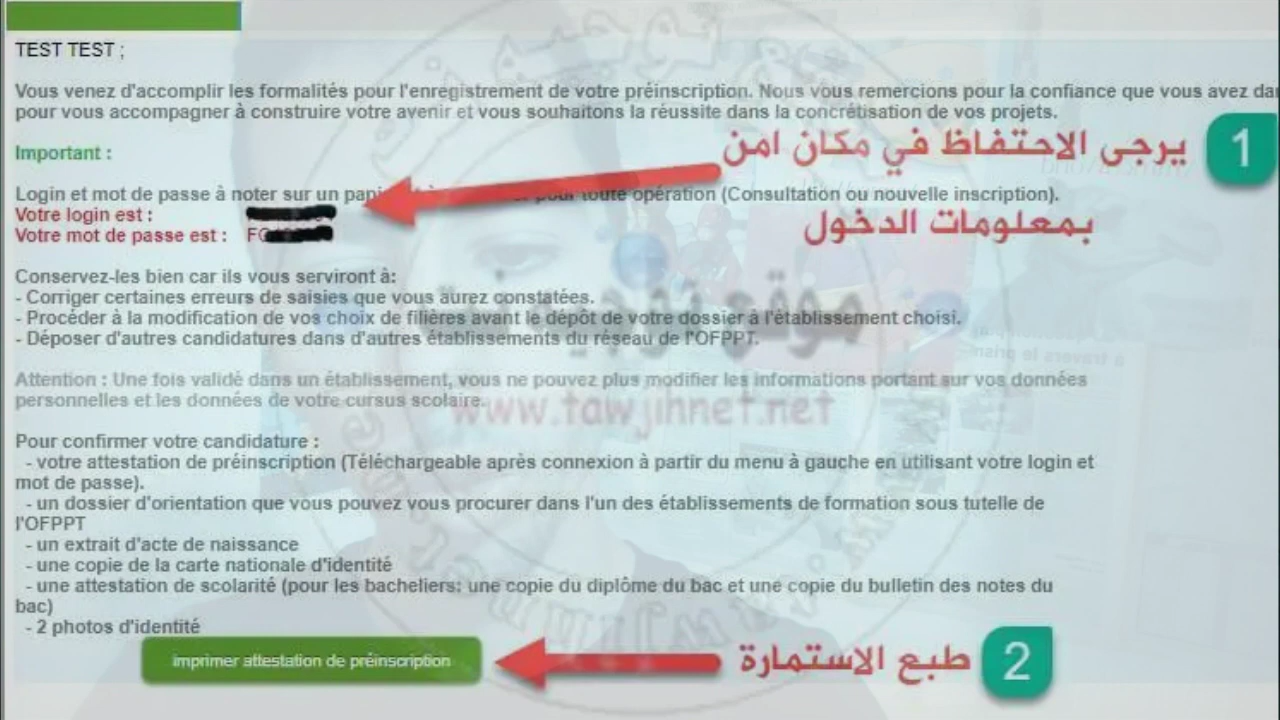 TEST TEST ;
Vous venez d'accomplir les formalités pour l'enregistrement de votre préinscription. Nous vous remercions pour la confiance que vous avez
pour vous accompagner à construire votre avenir et vous souhaitons la réussite dans la concrétisation de vos projets.
1 يرجى الاحتفاظ في مكان امن
Important :
Login et mot de passe à noter sur un pour toute opération (Consultation ou nouvelle inscription).
Votre login est :
بمعلومات الدخول
Votre mot de passe est :
Conservez-les bien car ils vous serviront à:
- Corriger certaines erreurs de saisies que vous aurez constatées.
- Procéder à la modification de vos choix de filières avant le dépôt de votre dossier à l'établissement choisi.
- Déposer d'autres candidatures dans d'autres établissements du réseau de l'OFPPT.
Attention : Une fois validé dans un établissement, vous ne pouvez plus modifier les informations portant sur vos données
personnelles et les données de votre cursus scolaire.
www.tawjihnet.net
Pour confirmer votre candidature :
- votre attestation de préinscription (Téléchargeable après connexion à partir du menu à gauche en utilisant votre login et
mot de passe).
- un dossier d'orientation que vous pouvez vous procurer dans l'un des établissements de formation sous tutelle de
l'OFPPT
- un extrait d'acte de naissance
- une copie de la carte nationale d'identité
- une attestation de scolarité (pour les bacheliers: une copie du diplôme du bac et une copie du bulletin des notes du
bac)
- 2 photos d'identité
imprimer attestation de préinscription
2 طبع الاستمارة